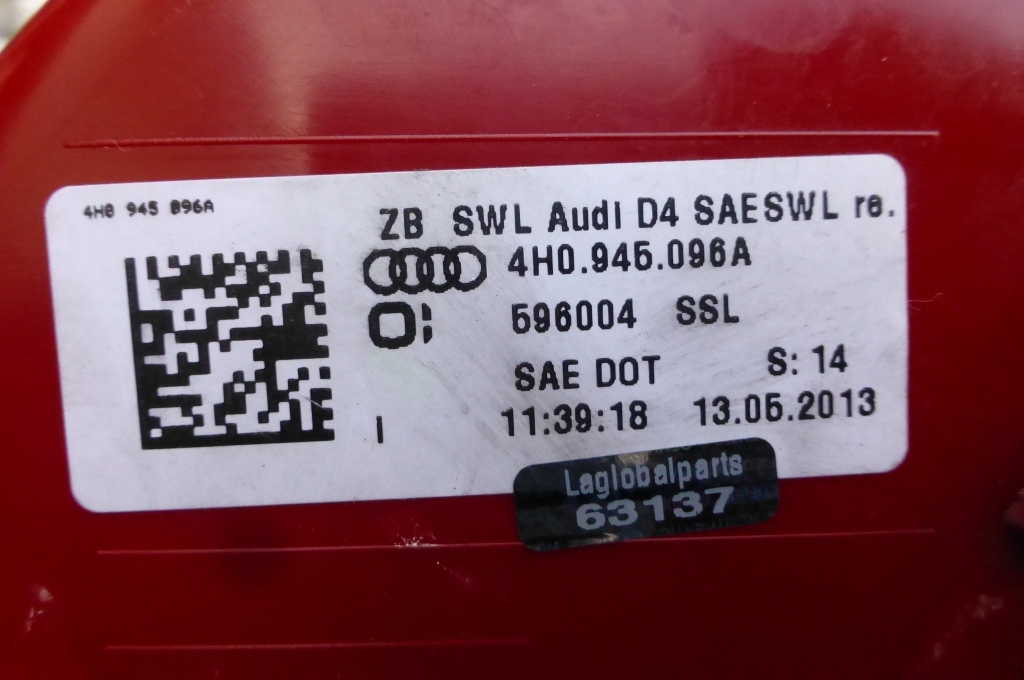 4H0 945 096A
ZB SWL Audi D4 SAESWL re.
4H0.945.096A
596004 SSL
SAE DOT S: 14
11:39:18 13.05.2013
Laglobalparts
63137